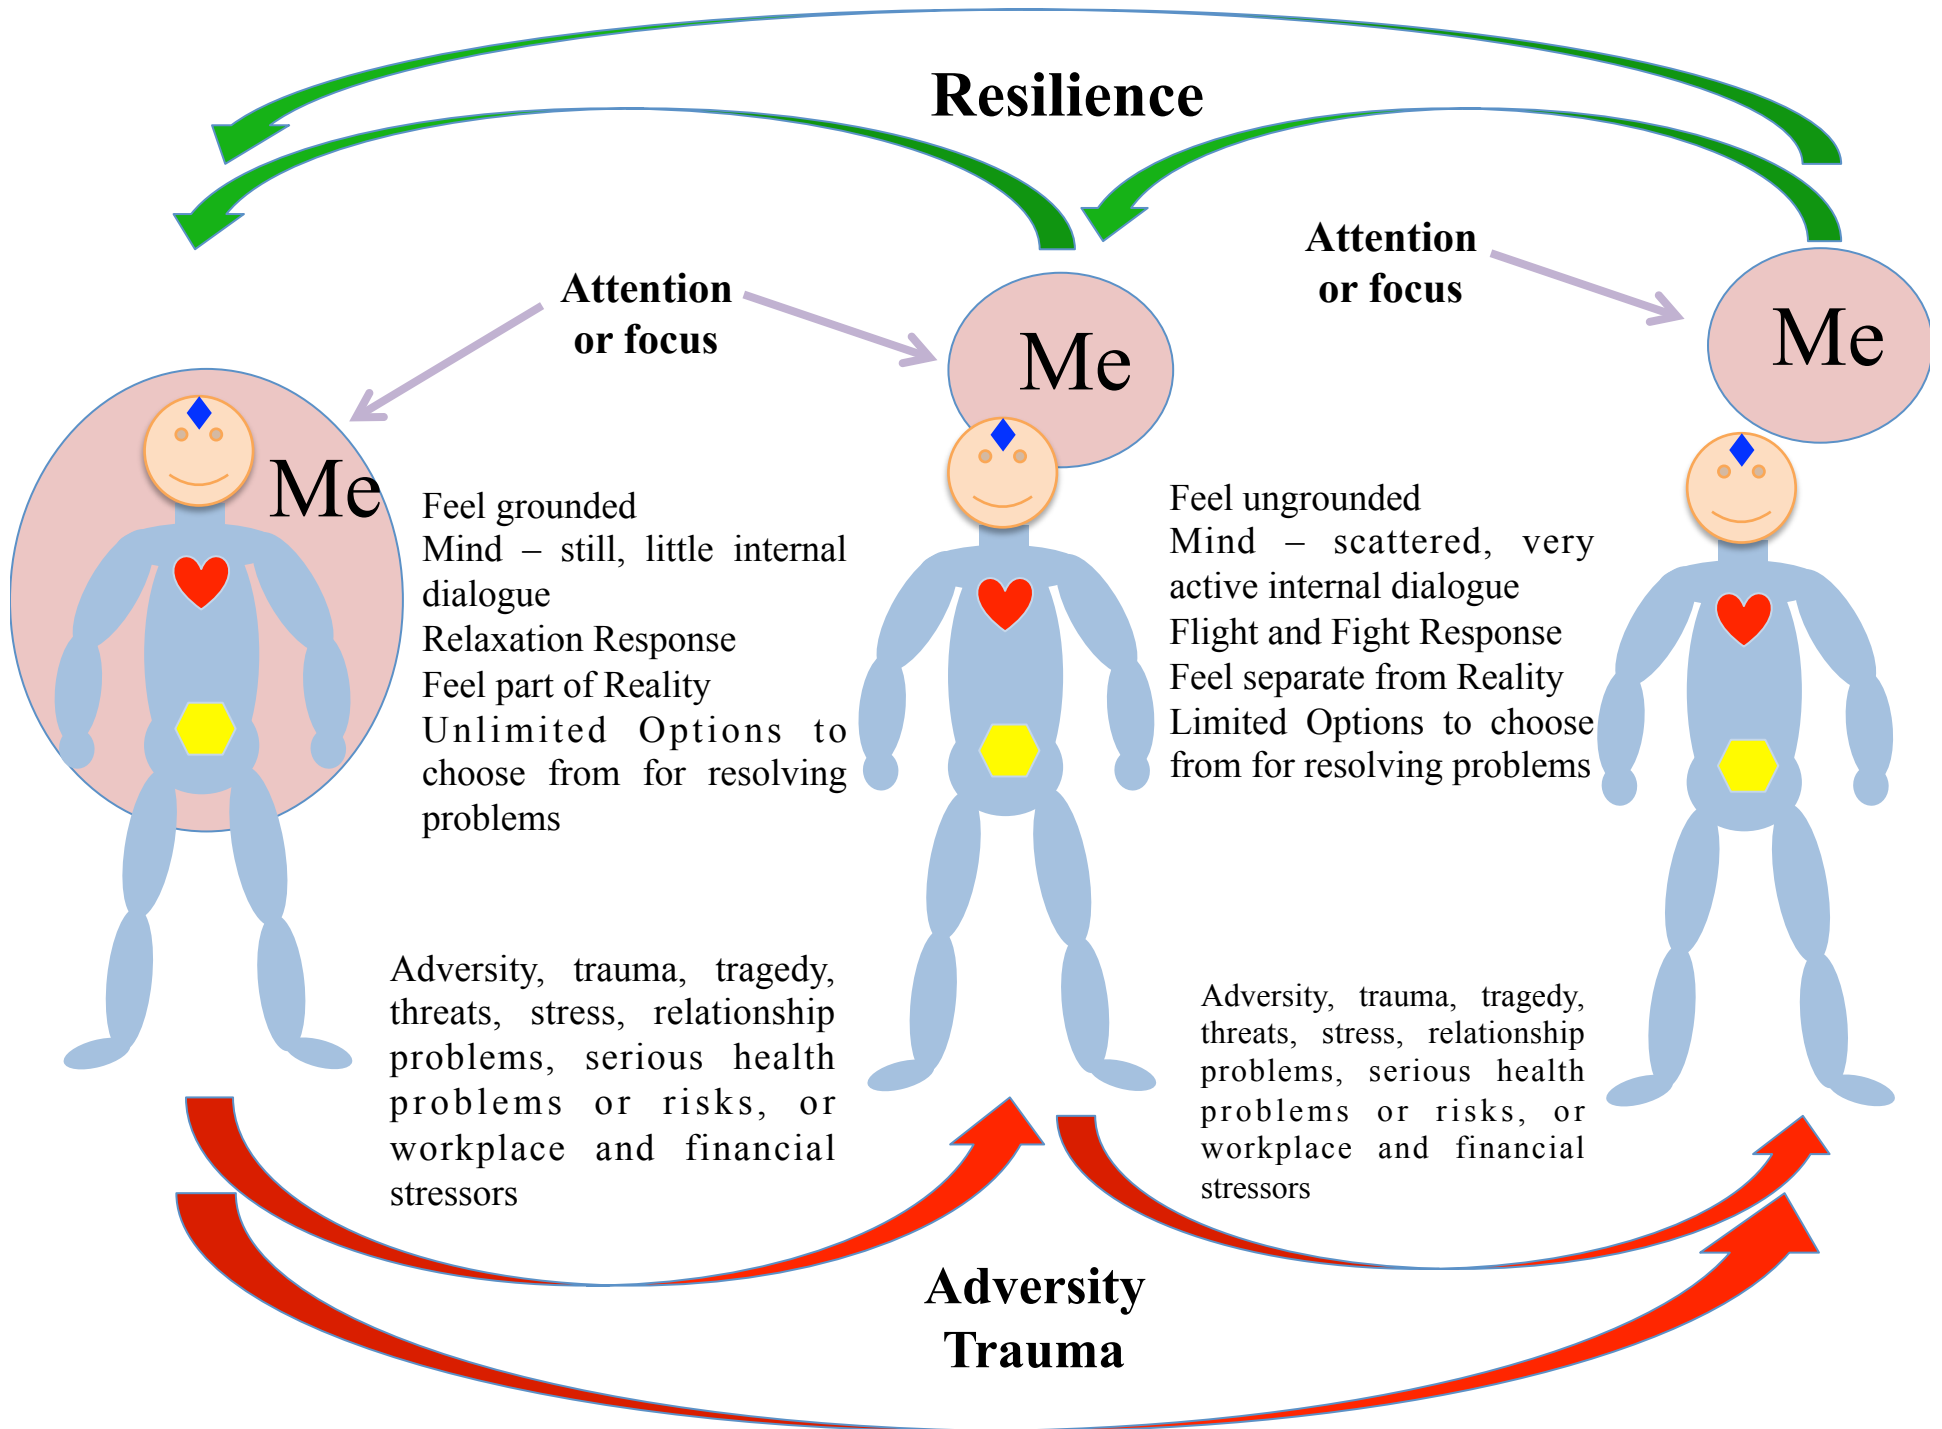 Resilience
Attention
or focus
Attention
or focus
Me
Me
Me
Feel grounded
Mind – still, little internal
dialogue
Relaxation Response
Feel part of Reality
Unlimited Options to
choose from for resolving
problems
Feel ungrounded
Mind – scattered, very
active internal dialogue
Flight and Fight Response
Feel separate from Reality
Limited Options to choose
from for resolving problems
Adversity, trauma, tragedy,
threats, stress, relationship
problems, serious health
problems or risks, or
workplace and financial
stressors
Adversity, trauma, tragedy,
threats, stress, relationship
problems, serious health
problems or risks, or
workplace and financial
stressors
Adversity
Trauma